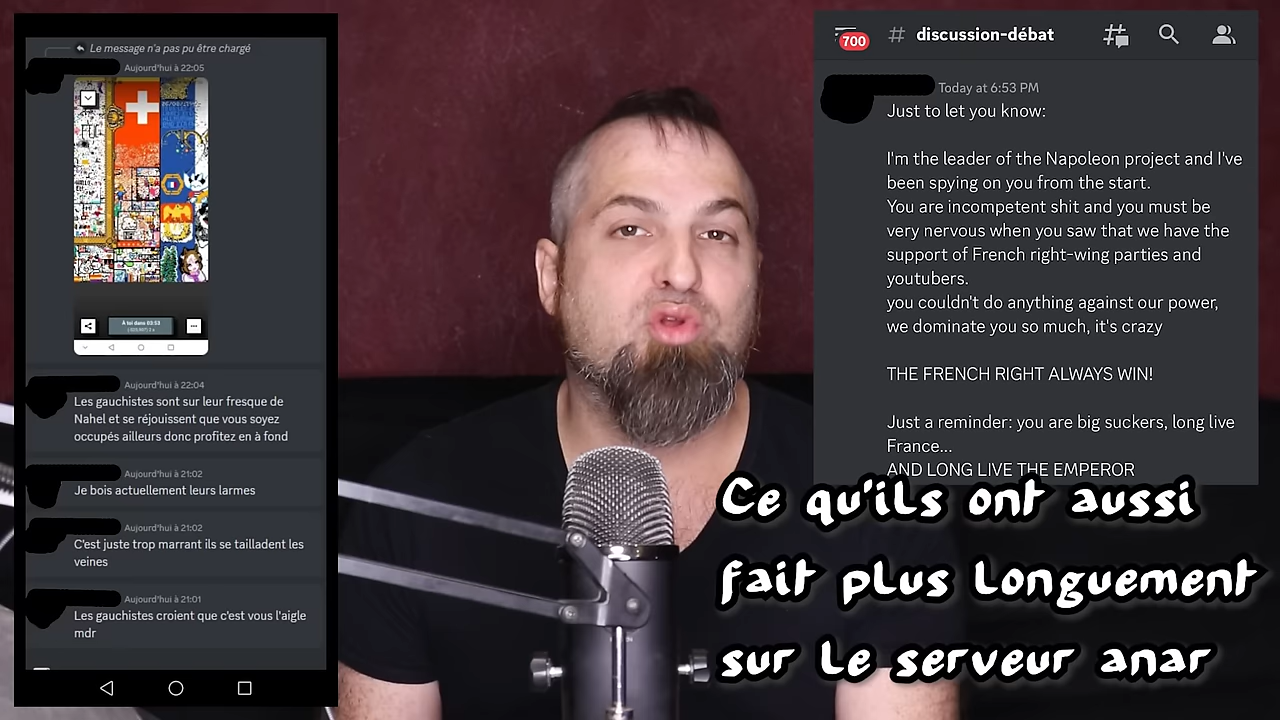 Le message n'a pas pu être chargé
Aujourd'hui à 22:05
À toi dans 03:53
Aujourd'hui à 22:04
Les gauchistes sont sur leur fresque de
Nahel et se réjouissent que vous soyez
occupés ailleurs donc profitez en à fond
Aujourd'hui à 21:02
Je bois actuellement leurs larmes
Aujourd'hui à 21:02
C'est juste trop marrant ils se tailladent les
veines
Aujourd'hui à 21:01
Les gauchistes croient que c'est vous l'aigle
mdr
700
# discussion-débat
Today at 6:53 PM
Just to let you know:
I'm the leader of the Napoleon project and I've
been spying on you from the start.
You are incompetent shit and you must be
very nervous when you saw that we have the
support of French right-wing parties and
youtubers.
you couldn't do anything against our power,
we dominate you so much, it's crazy
THE FRENCH RIGHT ALWAYS WIN!
Just a reminder: you are big suckers, long live
France...
AND LONG LIVE THE EMPEROR
Ce qu'ils ont aussi
fait plus longuement
sur le serveur anar